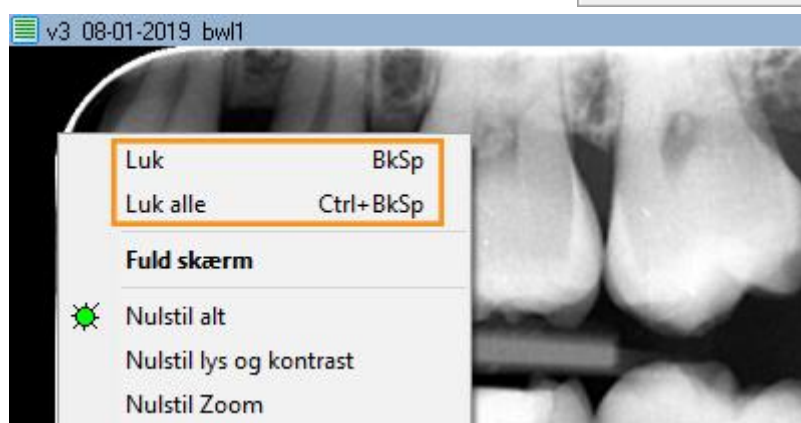 v3 08-01-2019 bwl1
Luk BkSp
Luk alle Ctrl+BkSp
Fuld skærm
Nulstil alt
Nulstil lys og kontrast
Nulstil Zoom